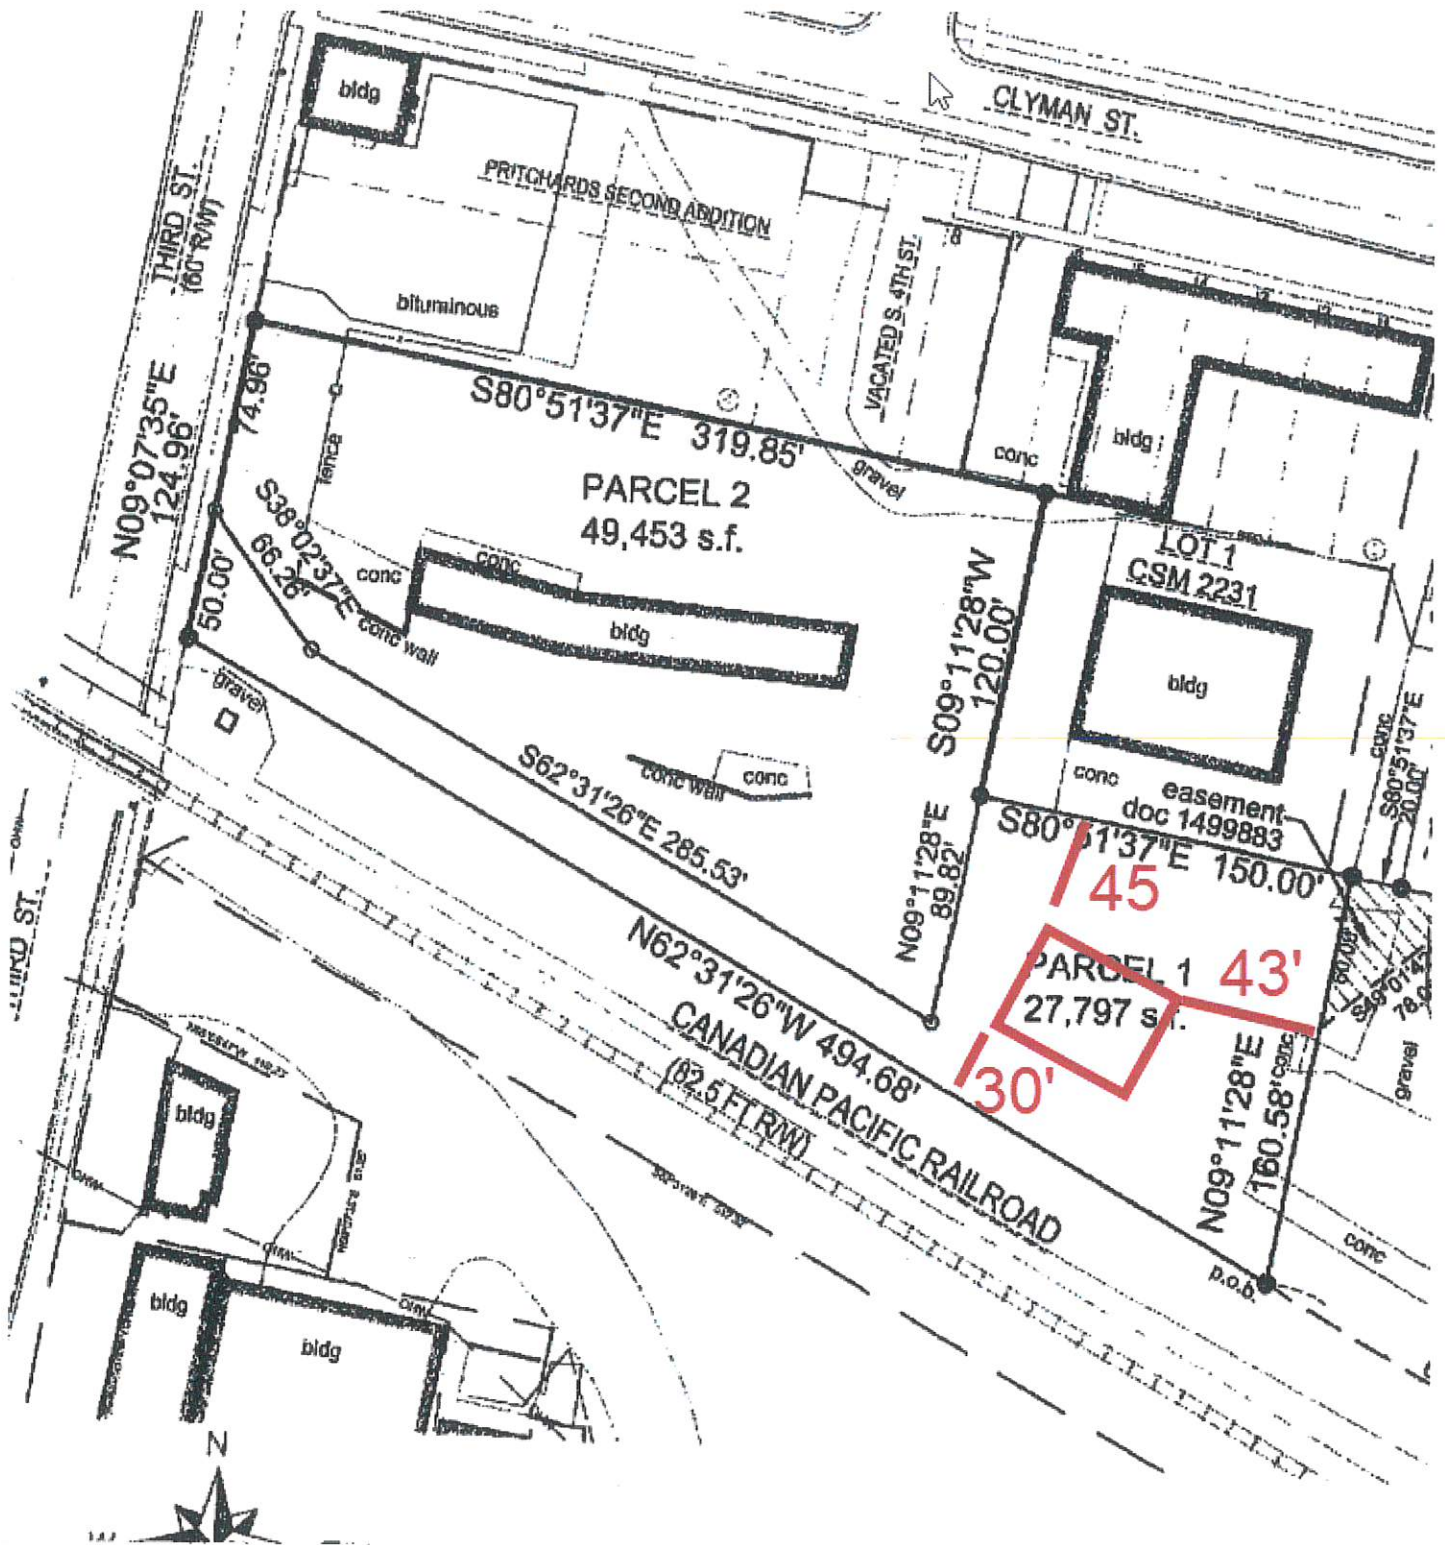 CLYMAN ST.
bldg
PRITCHARDS SECOND ADDITION
THIRD ST.
(60' R/W)
VACATED S. 4TH ST.
8
7
bituminous
N09°07'35"E
124.96'
74.96'
S80°51'37"E 319.85'
fence
conc
gravel
bldg
PARCEL 2
49,453 s.f.
S38°02'37"E
66.26'
50.00'
conc
conc
conc wall
bldg
LOT 1
CSM 2231
bldg
S09°11'28"W
120.00'
gravel
S62°31'26"E 285.53'
conc wall
conc
conc
conc
S80°51'37"E
20.00'
easement
doc 1499883
S80°51'37"E 150.00'
N09°11'28"E
89.82'
45
PARCEL 1
27,797 s.f.
43'
30'
N62°31'26"W 494.68'
CANADIAN PACIFIC RAILROAD
(82.5 FT R/W)
N09°11'28"E
160.58'
conc
gravel
conc
p.o.b.
THIRD ST.
OHW
bldg
OHW
OHW
OHW
bldg
bldg
N
W